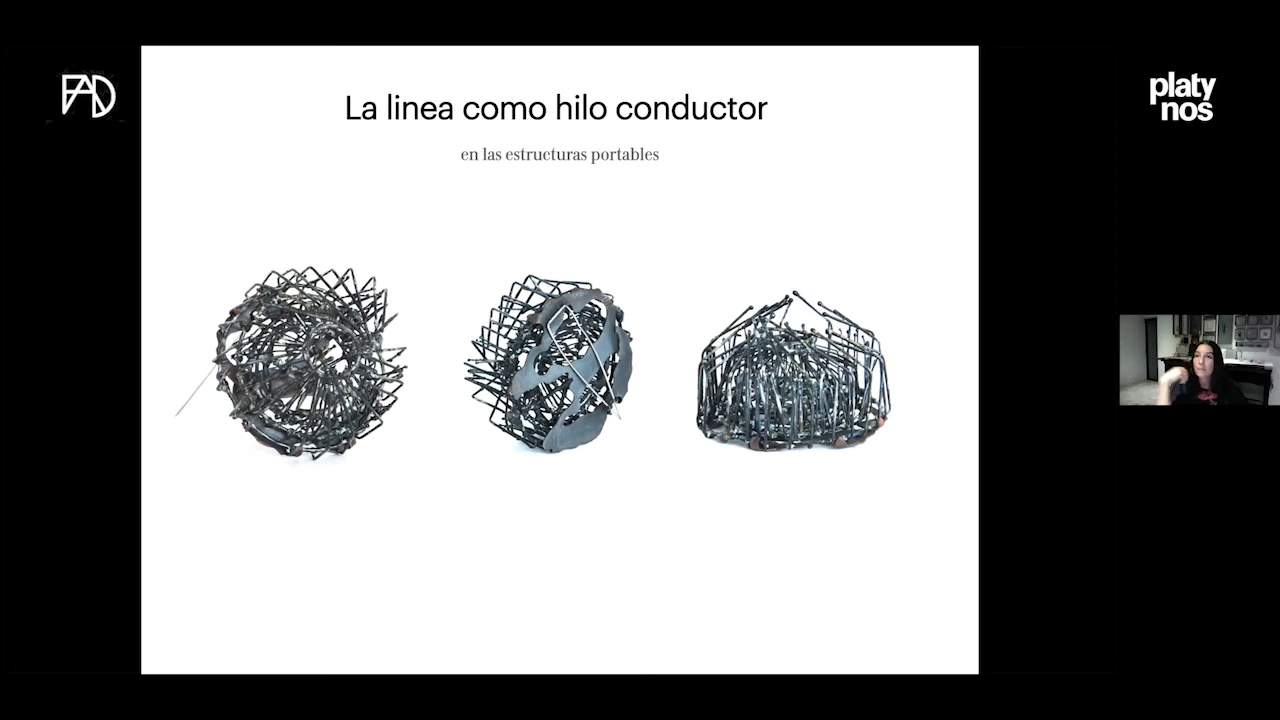 FAD
La linea como hilo conductor
en las estructuras portables
platy
nos